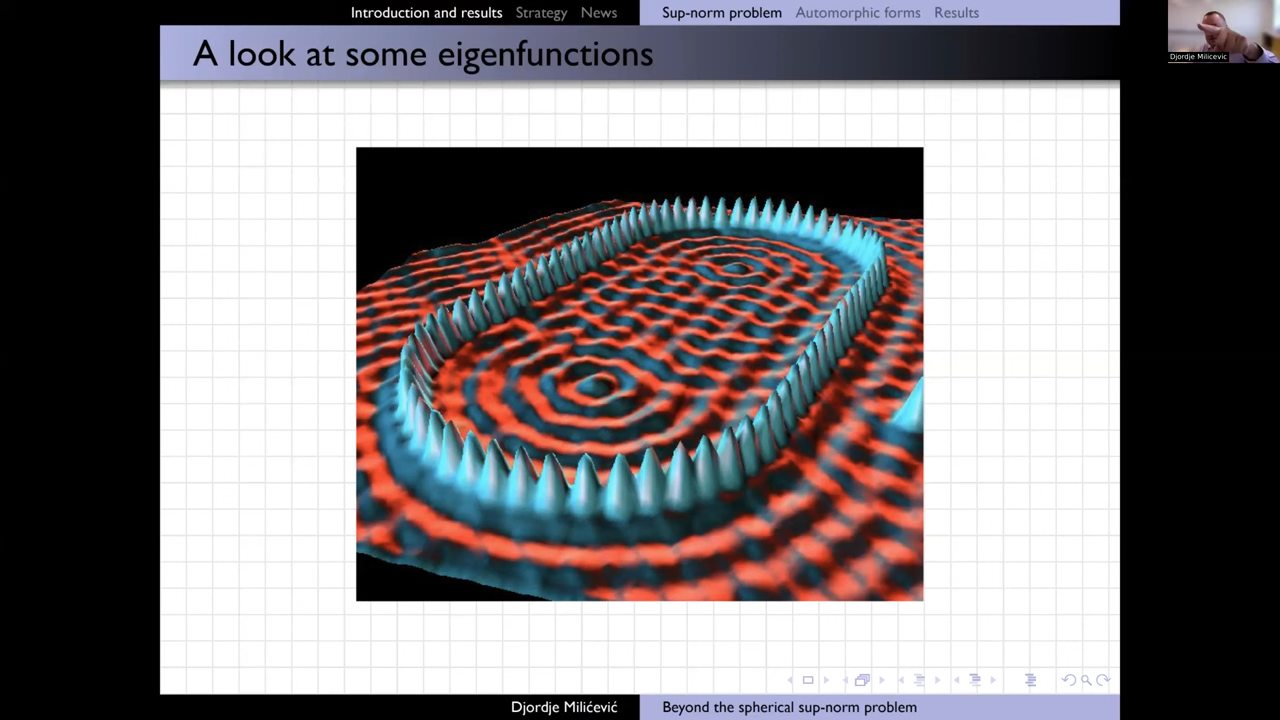 Introduction and results Strategy News Sup-norm problem Automorphic forms Results
A look at some eigenfunctions
Djordje Milicevic
Djordje Milićević Beyond the spherical sup-norm problem